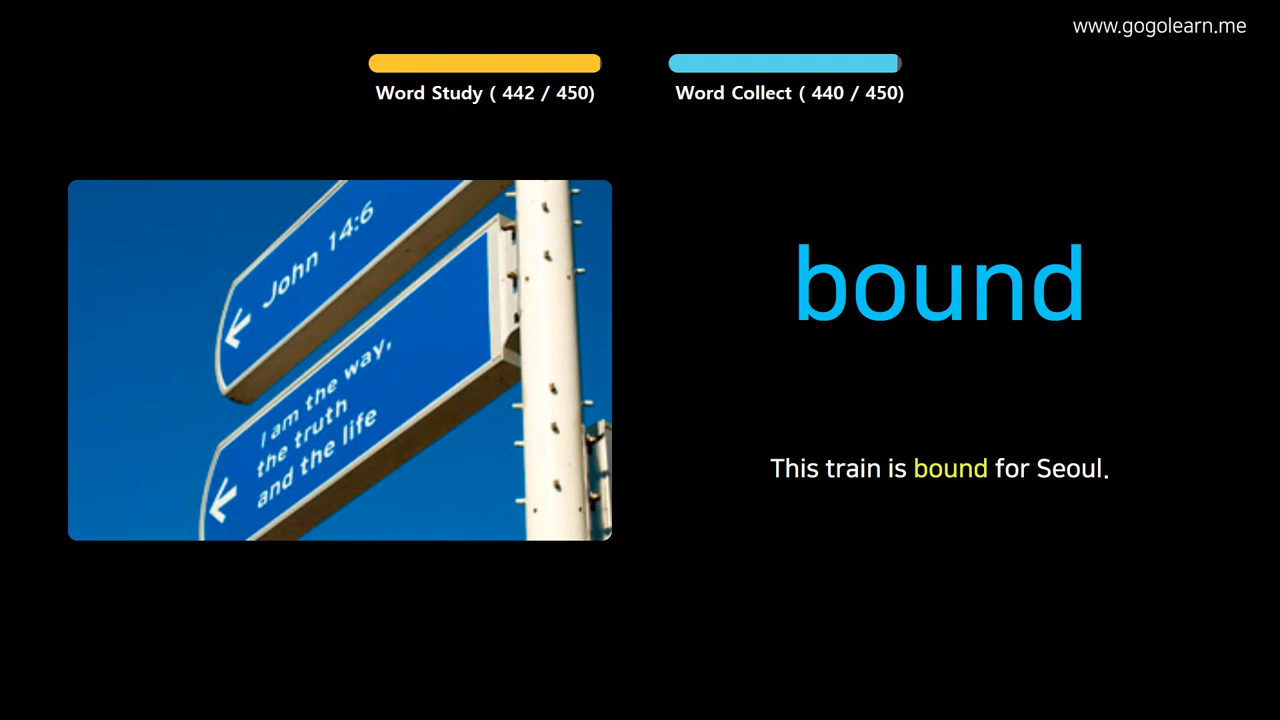 www.gogolearn.me
Word Study ( 442 / 450)
Word Collect ( 440 / 450)
John 14:6
I am the way,
the truth
and the life
bound
This train is bound for Seoul.